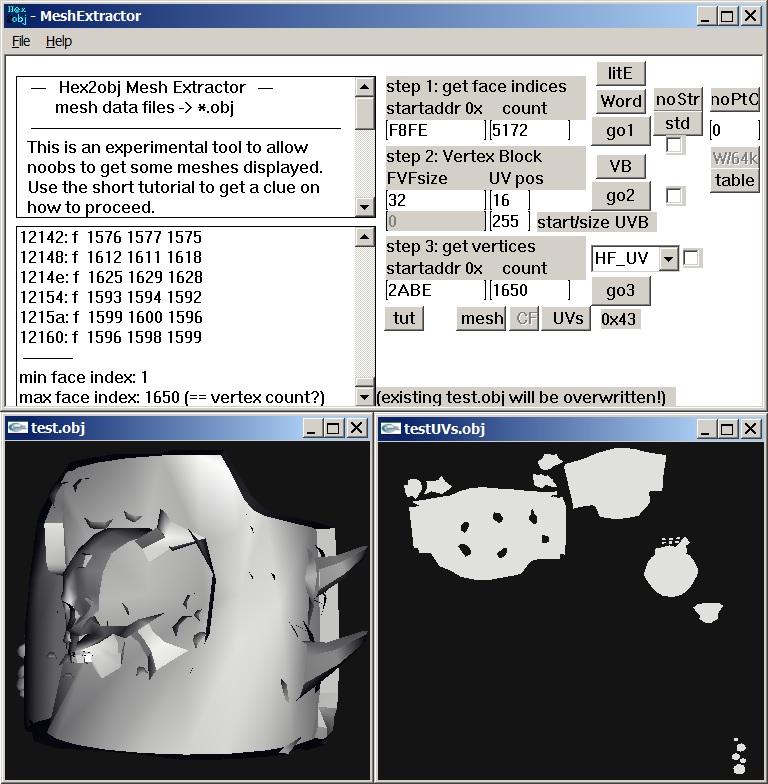 Hex obj - MeshExtractor
File Help
— Hex2obj Mesh Extractor —
mesh data files -> *.obj
This is an experimental tool to allow
noobs to get some meshes displayed.
Use the short tutorial to get a clue on
how to proceed.
12142: f 1576 1577 1575
12148: f 1612 1611 1618
1214e: f 1625 1629 1628
12154: f 1593 1594 1592
1215a: f 1599 1600 1596
12160: f 1596 1598 1599
min face index: 1
max face index: 1650 (== vertex count?)
step 1: get face indices
startaddr 0x count
F8FE 5172
litE
Word
go1
noStr
std
noPtC
0
W/64k
table
step 2: Vertex Block
FVFsize UV pos
32 16
0 255 start/size UVB
VB
go2
step 3: get vertices
startaddr 0x count
2ABE 1650
HF_UV
go3
tut mesh CF UVs 0x43
(existing test.obj will be overwritten!)
test.obj
testUVs.obj